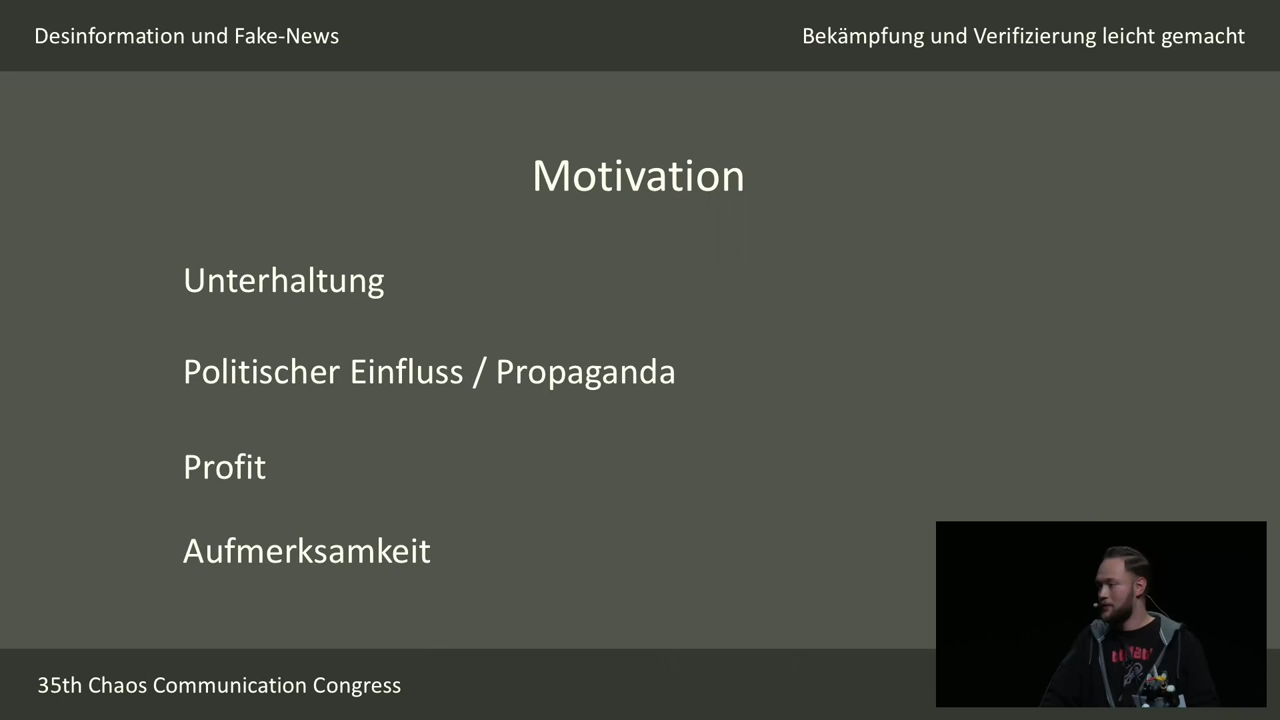 Desinformation und Fake-News
Bekämpfung und Verifizierung leicht gemacht
Motivation
Unterhaltung
Politischer Einfluss / Propaganda
Profit
Aufmerksamkeit
35th Chaos Communication Congress